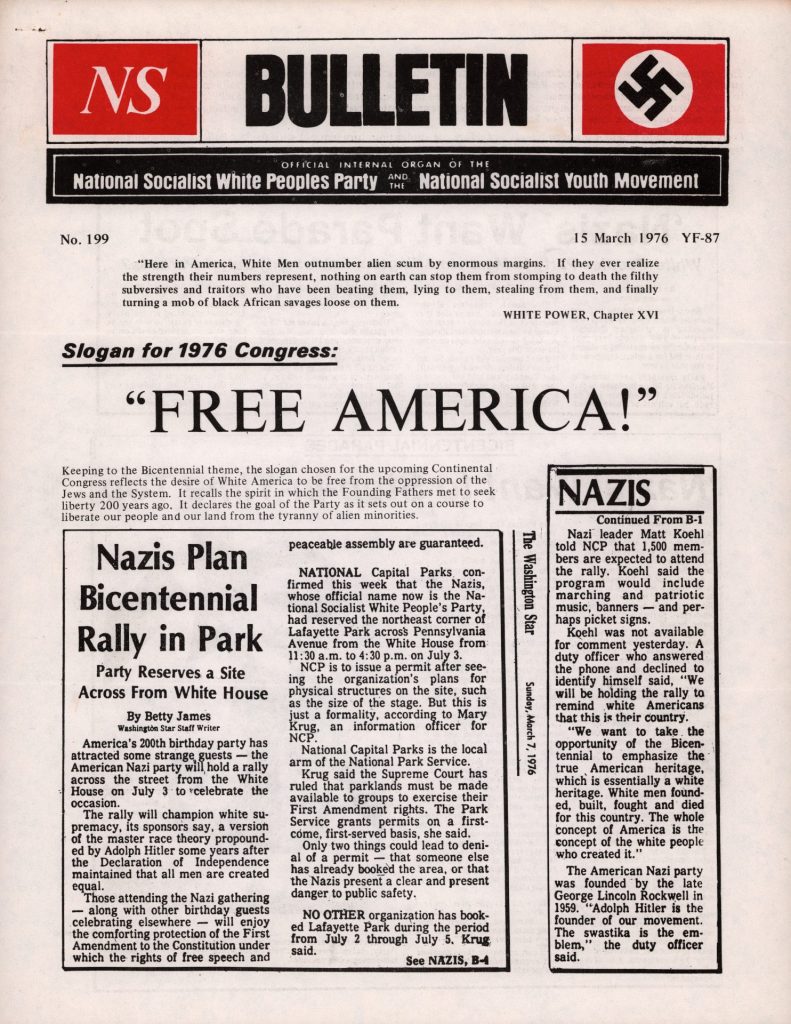 NS
BULLETIN
OFFICIAL INTERNAL ORGAN OF THE
National Socialist White Peoples Party AND THE National Socialist Youth Movement
No. 199
15 March 1976 YF-87
"Here in America, White Men outnumber alien scum by enormous margins. If they ever realize
the strength their numbers represent, nothing on earth can stop them from stomping to death the filthy
subversives and traitors who have been beating them, lying to them, stealing from them, and finally
turning a mob of black African savages loose on them.
WHITE POWER, Chapter XVI
Slogan for 1976 Congress:
"FREE AMERICA!"
Keeping to the Bicentennial theme, the slogan chosen for the upcoming Continental
Congress reflects the desire of White America to be free from the oppression of the
Jews and the System. It recalls the spirit in which the Founding Fathers met to seek
liberty 200 years ago. It declares the goal of the Party as it sets out on a course to
liberate our people and our land from the tyranny of alien minorities.
Nazis Plan
Bicentennial
Rally in Park
Party Reserves a Site
Across From White House
By Betty James
Washington Star Staff Writer
America's 200th birthday party has
attracted some strange guests — the
American Nazi party will hold a rally
across the street from the White
House on July 3 to celebrate the
occasion.
The rally will champion white su-
premacy, its sponsors say, a version
of the master race theory propound-
ed by Adolph Hitler some years after
the Declaration of Independence
maintained that all men are created
equal.
Those attending the Nazi gathering
— along with other birthday guests
celebrating elsewhere — will enjoy
the comforting protection of the First
Amendment to the Constitution under
which the rights of free speech and
peaceable assembly are guaranteed.
NATIONAL Capital Parks con-
firmed this week that the Nazis,
whose official name now is the Na-
tional Socialist White People's Party,
had reserved the northeast corner of
Lafayette Park across Pennsylvania
Avenue from the White House from
11:30 a.m. to 4:30 p.m. on July 3.
NCP is to issue a permit after see-
ing the organization's plans for
physical structures on the site, such
as the size of the stage. But this is
just a formality, according to Mary
Krug, an information officer for
NCP.
National Capital Parks is the local
arm of the National Park Service.
Krug said the Supreme Court has
ruled that parklands must be made
available to groups to exercise their
First Amendment rights. The Park
Service grants permits on a first-
come, first-served basis, she said.
Only two things could lead to deni-
al of a permit — that someone else
has already booked the area, or that
the Nazis present a clear and present
danger to public safety.
NO OTHER organization has book-
ed Lafayette Park during the period
from July 2 through July 5, Krug
said.
See NAZIS, B-4
The Washington Star
Sunday, March 7, 1976
NAZIS
Continued From B-1
Nazi leader Matt Koehl
told NCP that 1,500 mem-
bers are expected to attend
the rally. Koehl said the
program would include
marching and patriotic
music, banners — and per-
haps picket signs.
Koehl was not available
for comment yesterday. A
duty officer who answered
the phone and declined to
identify himself said, "We
will be holding the rally to
remind white Americans
that this is their country.
"We want to take the
opportunity of the Bicen-
tennial to emphasize the
true American heritage,
which is essentially a white
heritage. White men found-
ed, built, fought and died
for this country. The whole
concept of America is the
concept of the white people
who created it."
The American Nazi party
was founded by the late
George Lincoln Rockwell in
1959. "Adolph Hitler is the
founder of our movement.
The swastika is the em-
blem," the duty officer
said.